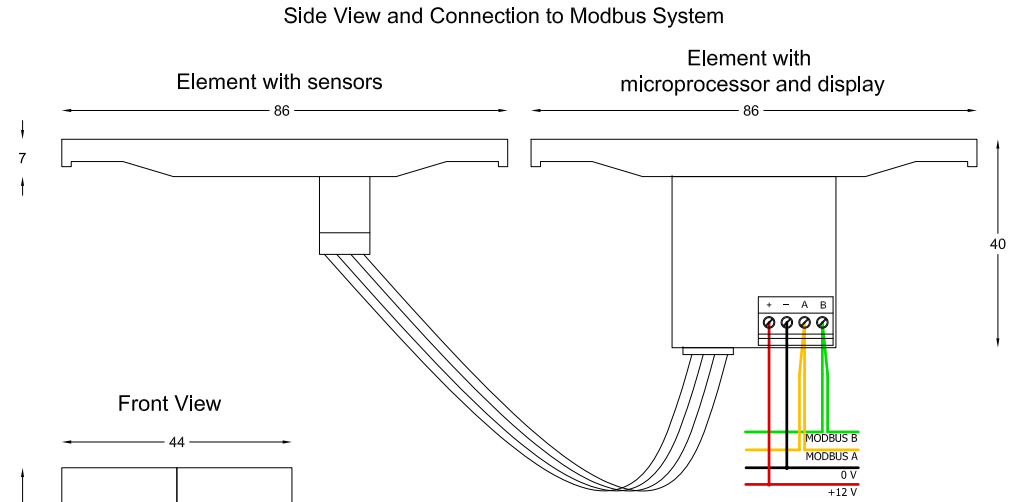 Side View and Connection to Modbus System
Element with sensors
Element with
microprocessor and display
86
86
7
40
+ − A B
Front View
44
MODBUS B
MODBUS A
0 V
+12 V